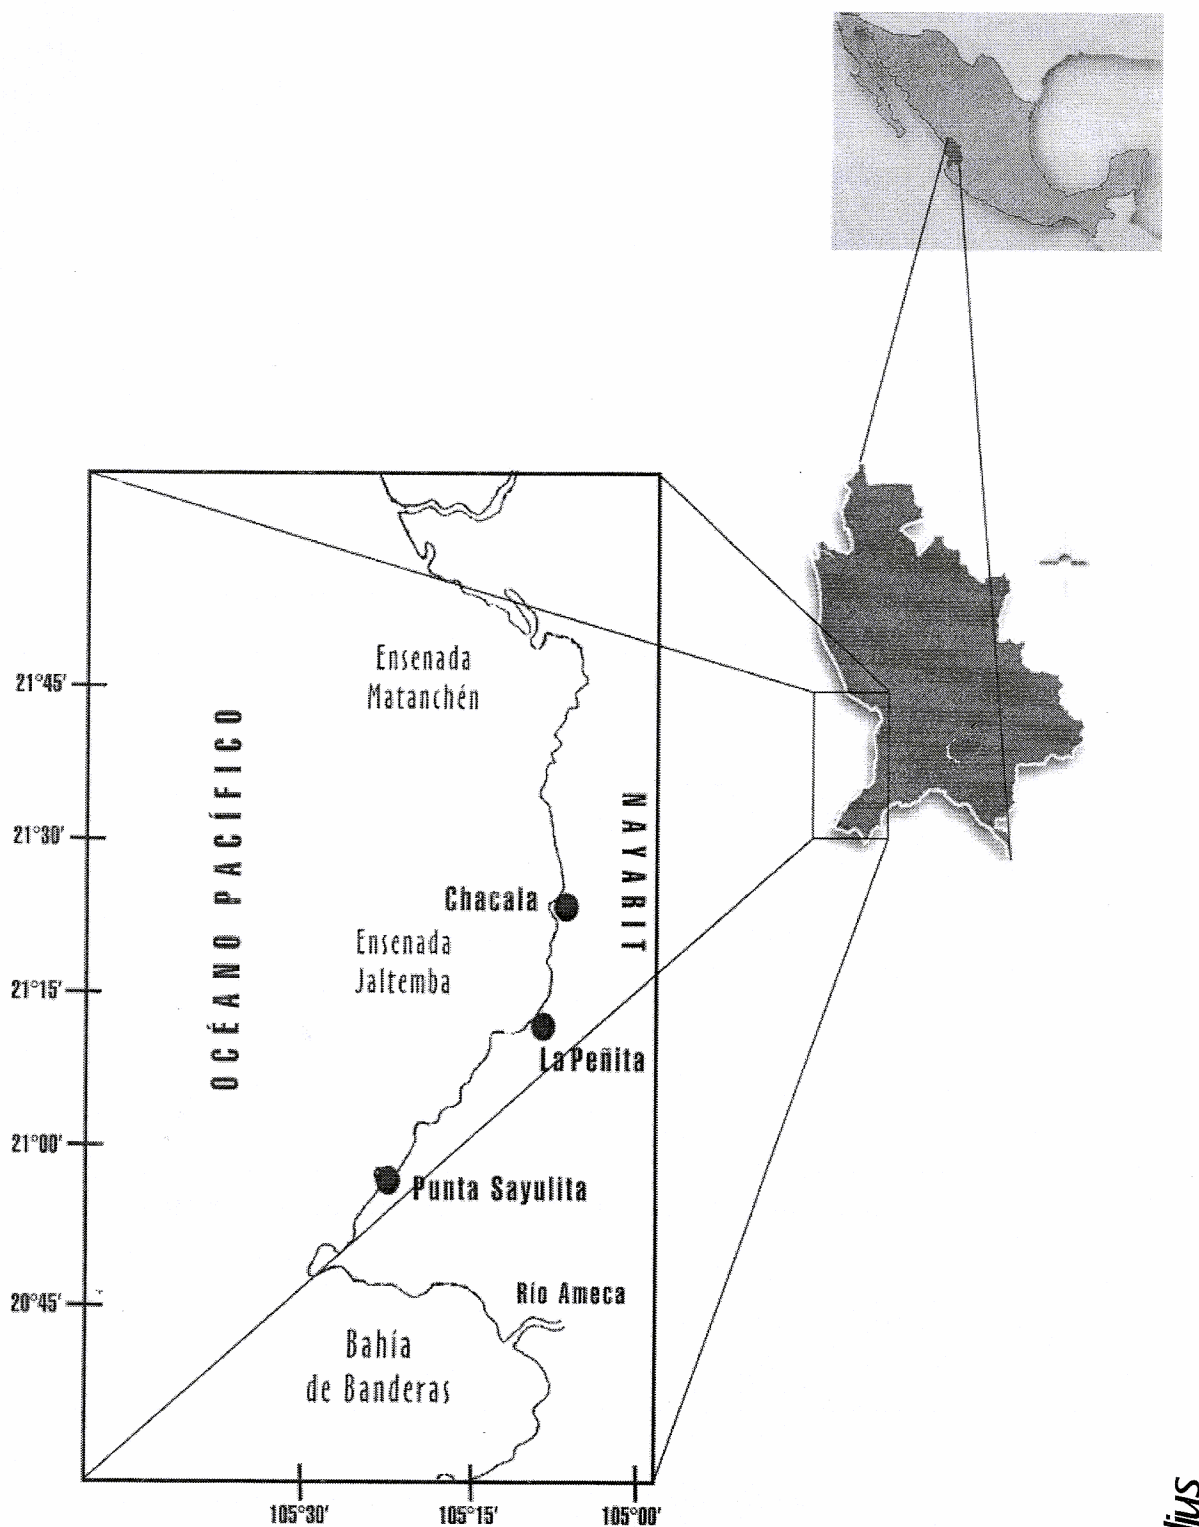 Ensenada
Matanchén
21°45'
OCÉANO PACÍFICO
NAYARIT
21°30'
Chacala
Ensenada
Jaltemba
21°15'
La Peñita
21°00'
Punta Sayulita
20°45'
Río Ameca
Bahía
de Banderas
105°30'
105°15'
105°00'